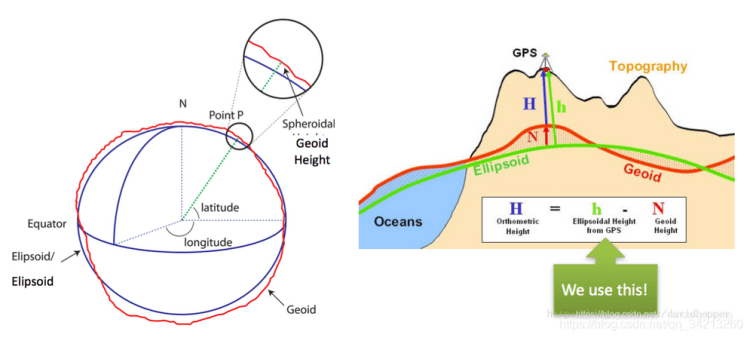 N
Point P
Spheroidal
Geoid
Height
latitude
Equator
longitude
Elipsoid/
Elipsoid
Geoid
GPS
Topography
H
h
N
Ellipsoid
Geoid
Oceans
H = h - N
Orthometric Ellipsoidal Height Geoid
Height from GPS Height
We use this!
https://blog.csdn.net/qq_34213260